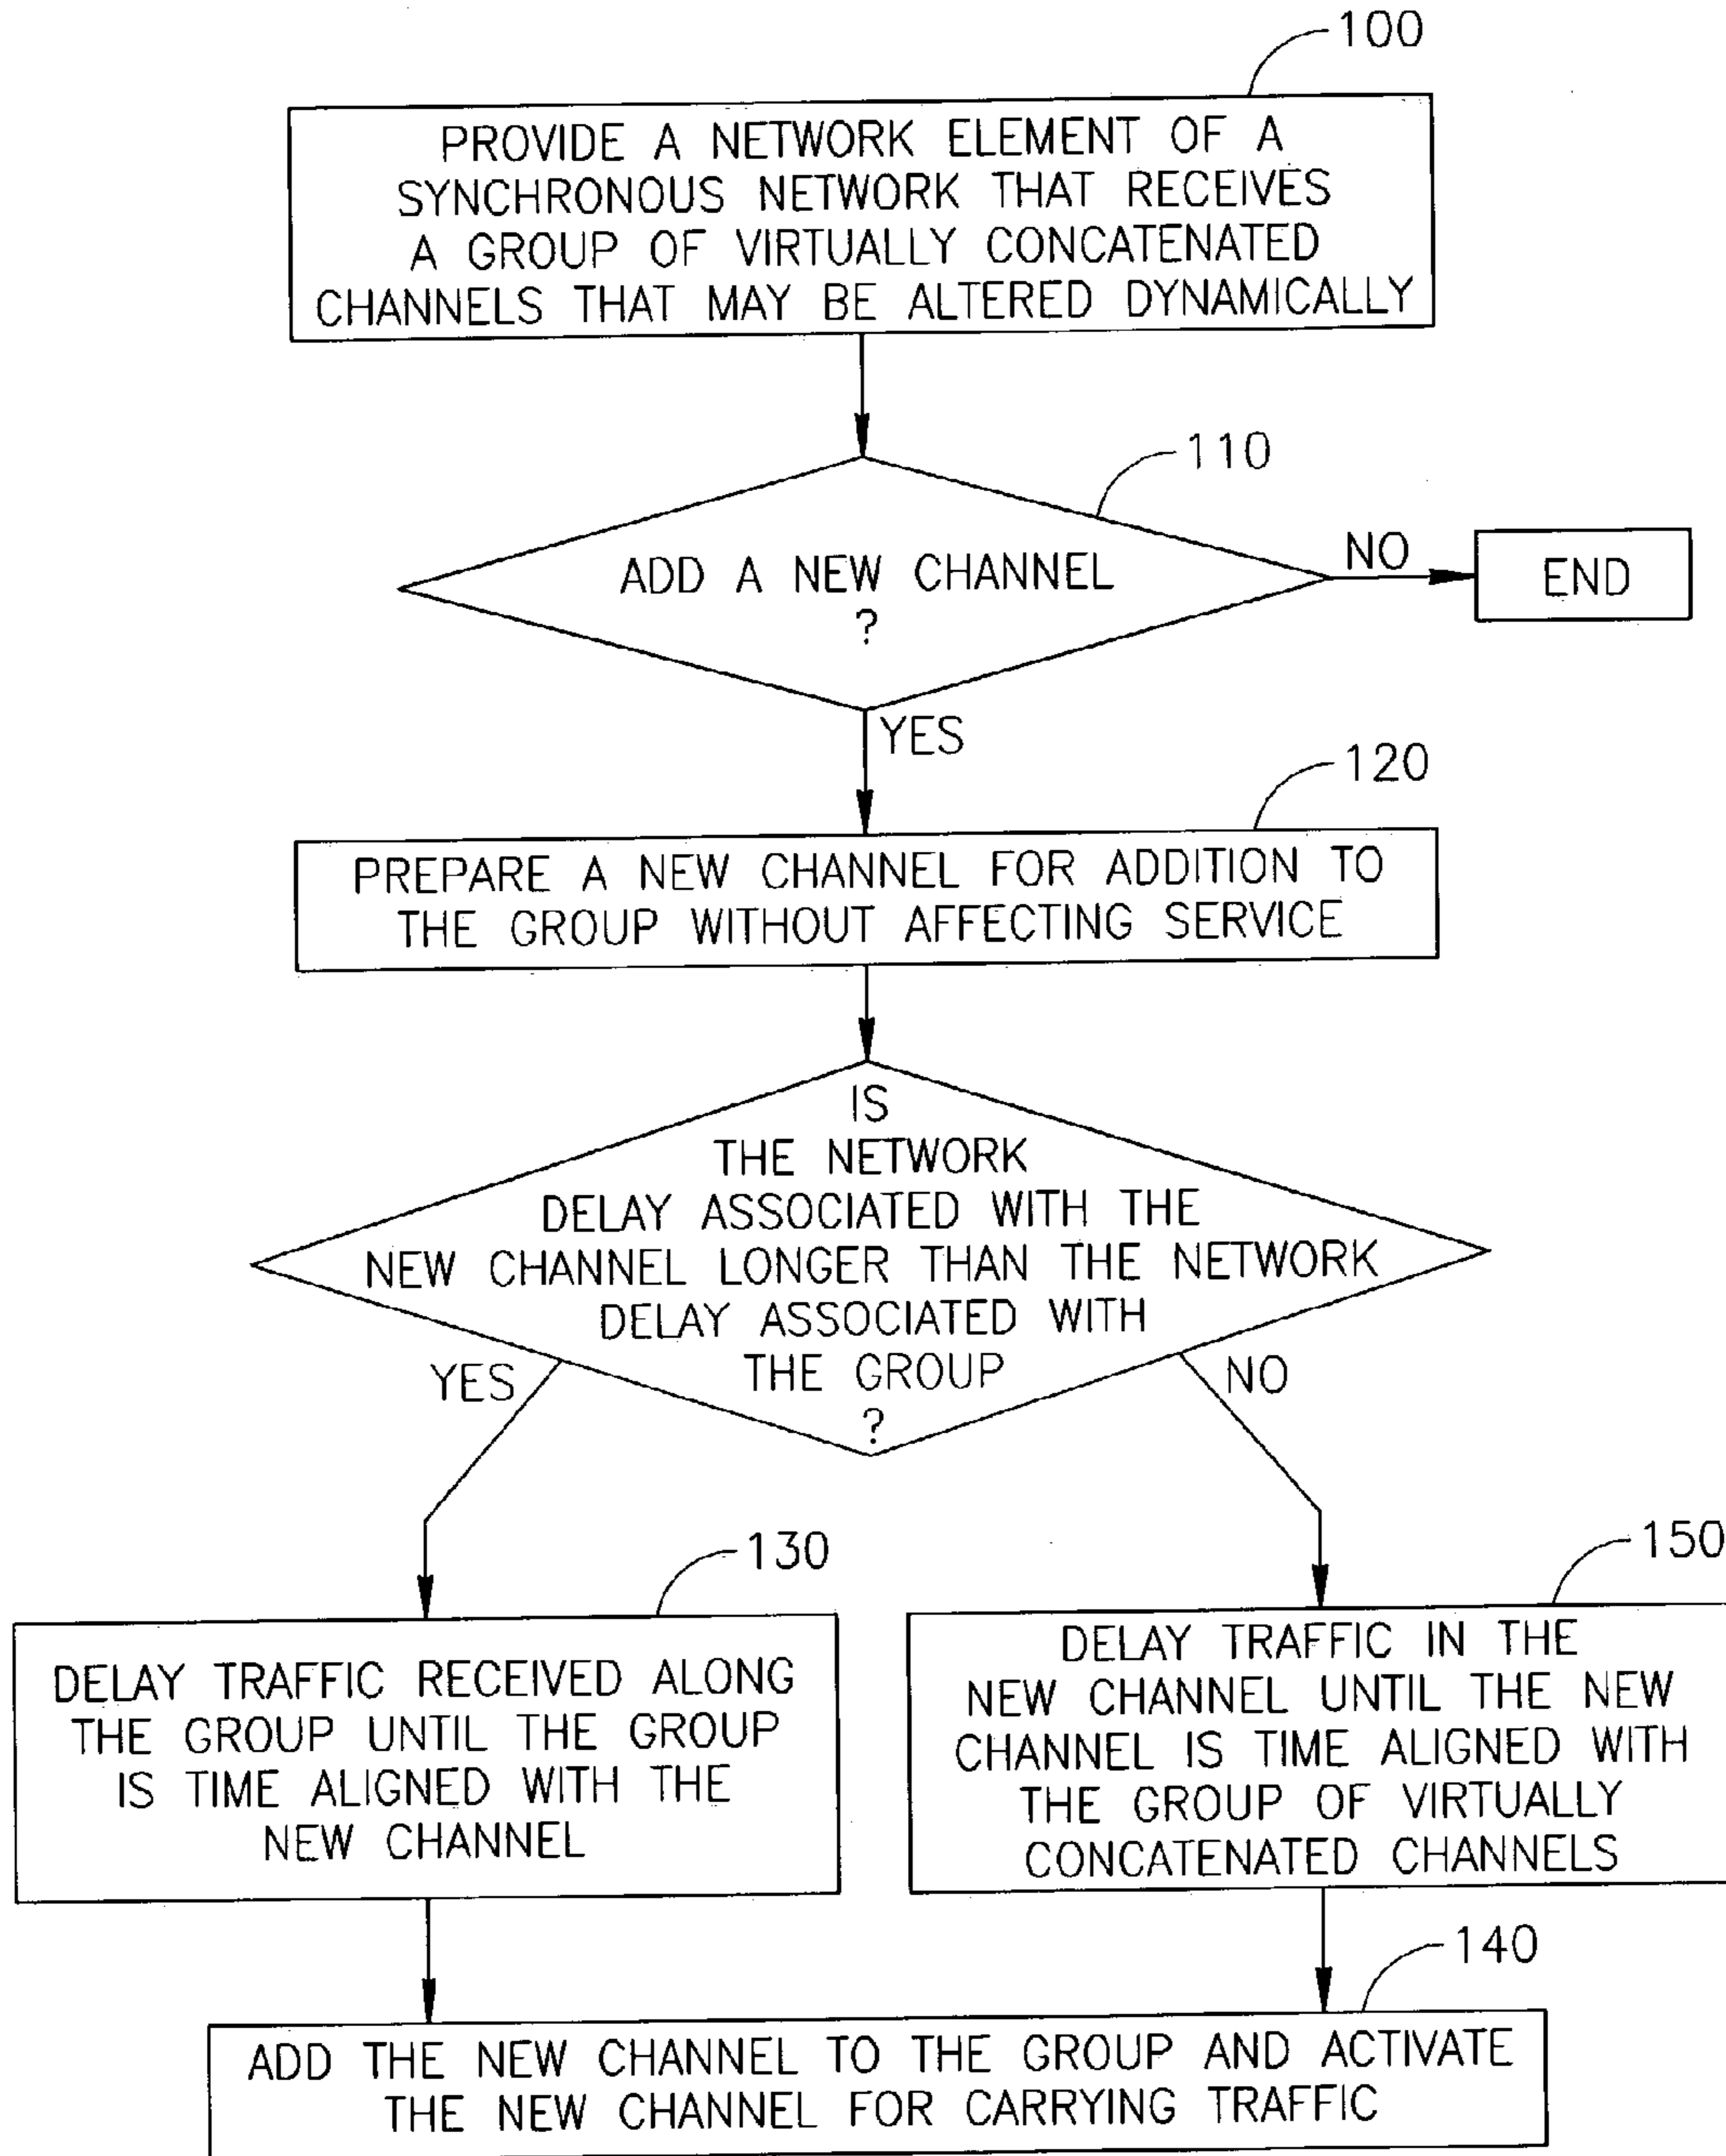 100
PROVIDE A NETWORK ELEMENT OF A
SYNCHRONOUS NETWORK THAT RECEIVES
A GROUP OF VIRTUALLY CONCATENATED
CHANNELS THAT MAY BE ALTERED DYNAMICALLY
110
ADD A NEW CHANNEL
?
NO
END
YES
120
PREPARE A NEW CHANNEL FOR ADDITION TO
THE GROUP WITHOUT AFFECTING SERVICE
IS
THE NETWORK
DELAY ASSOCIATED WITH THE
NEW CHANNEL LONGER THAN THE NETWORK
DELAY ASSOCIATED WITH
THE GROUP
?
YES
NO
130
DELAY TRAFFIC RECEIVED ALONG
THE GROUP UNTIL THE GROUP
IS TIME ALIGNED WITH THE
NEW CHANNEL
150
DELAY TRAFFIC IN THE
NEW CHANNEL UNTIL THE NEW
CHANNEL IS TIME ALIGNED WITH
THE GROUP OF VIRTUALLY
CONCATENATED CHANNELS
140
ADD THE NEW CHANNEL TO THE GROUP AND ACTIVATE
THE NEW CHANNEL FOR CARRYING TRAFFIC